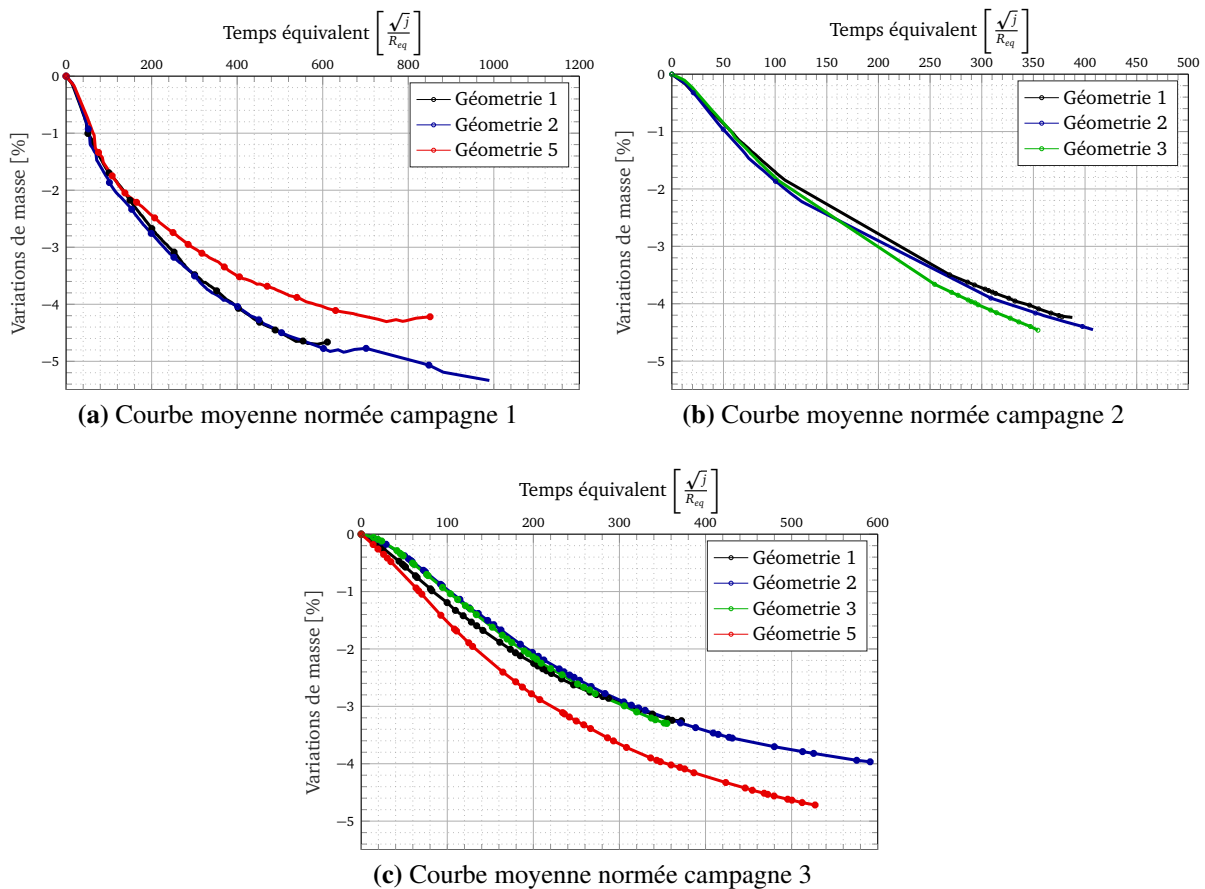 Temps équivalent [√j / R_eq]
0 200 400 600 800 1000 1200
0
−1
−2
−3
−4
−5
Variations de masse [%]
Géometrie 1
Géometrie 2
Géometrie 5
(a) Courbe moyenne normée campagne 1
Temps équivalent [√j / R_eq]
0 50 100 150 200 250 300 350 400 450 500
0
−1
−2
−3
−4
−5
Variations de masse [%]
Géometrie 1
Géometrie 2
Géometrie 3
(b) Courbe moyenne normée campagne 2
Temps équivalent [√j / R_eq]
0 100 200 300 400 500 600
0
−1
−2
−3
−4
−5
Variations de masse [%]
Géometrie 1
Géometrie 2
Géometrie 3
Géometrie 5
(c) Courbe moyenne normée campagne 3